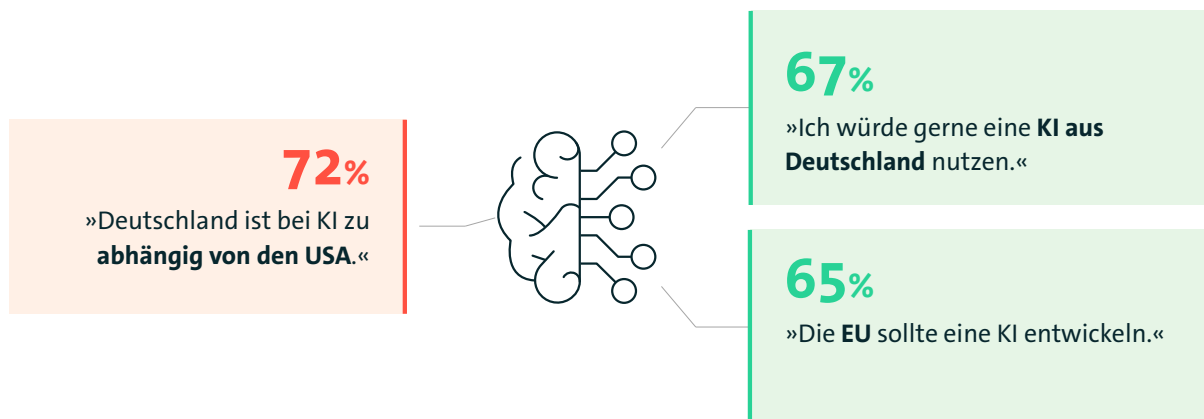 72%
»Deutschland ist bei KI zu
abhängig von den USA.«
67%
»Ich würde gerne eine KI aus
Deutschland nutzen.«
65%
»Die EU sollte eine KI entwickeln.«